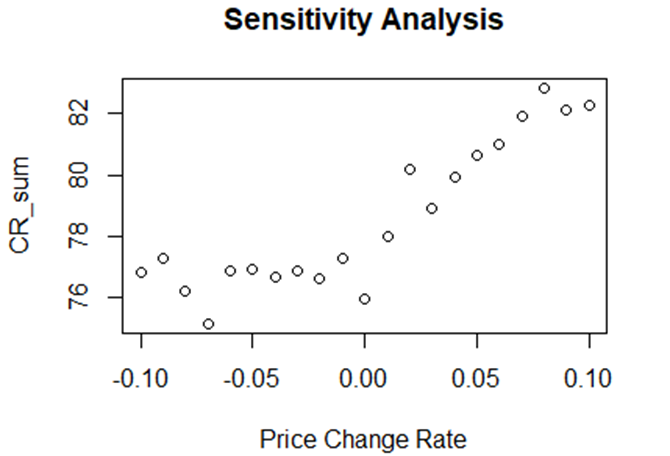 Sensitivity Analysis
82
80
78
76
CR_sum
-0.10 -0.05 0.00 0.05 0.10
Price Change Rate